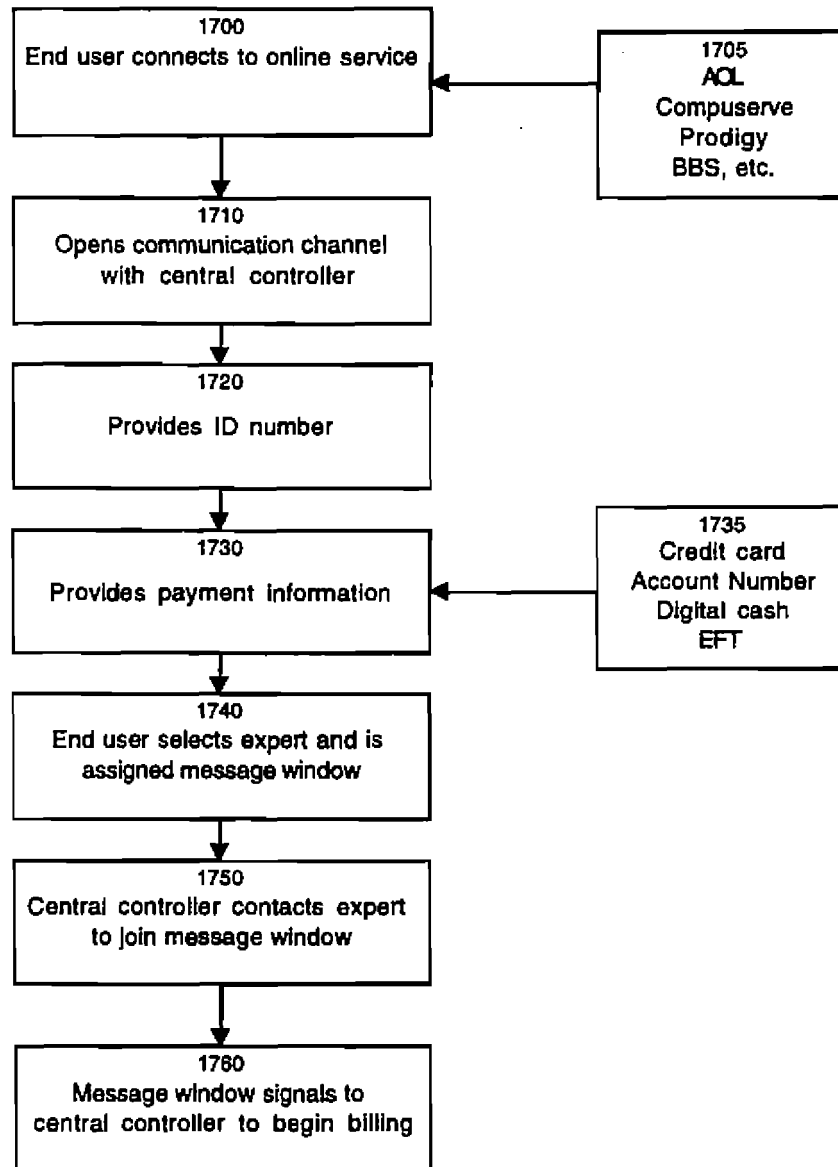 1700
End user connects to online service
1705
AOL
Compuserve
Prodigy
BBS, etc.
1710
Opens communication channel
with central controller
1720
Provides ID number
1730
Provides payment information
1735
Credit card
Account Number
Digital cash
EFT
1740
End user selects expert and is
assigned message window
1750
Central controller contacts expert
to join message window
1760
Message window signals to
central controller to begin billing